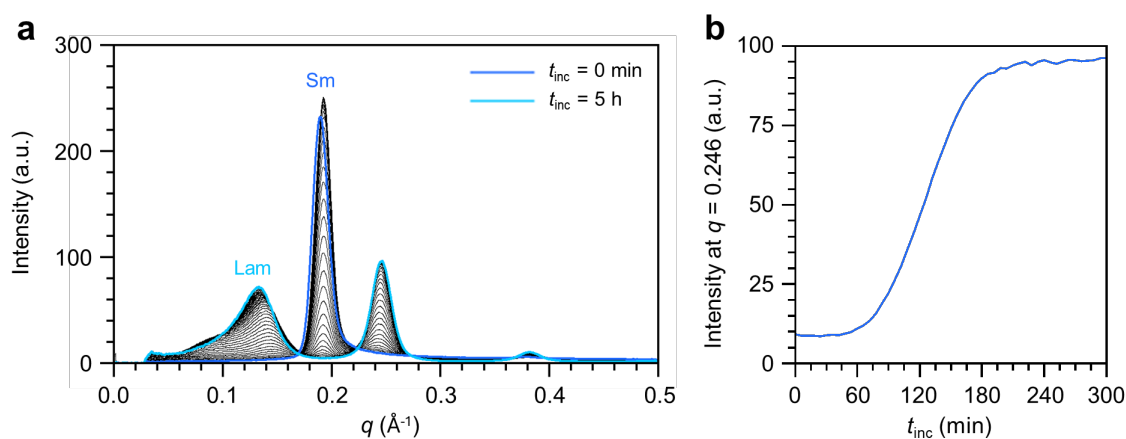 a
300
200
100
0
Intensity (a.u.)
Sm
Lam
t_inc = 0 min
t_inc = 5 h
0.0 0.1 0.2 0.3 0.4 0.5
q (Å⁻¹)
b
100
75
50
25
0
Intensity at q = 0.246 (a.u.)
0 60 120 180 240 300
t_inc (min)